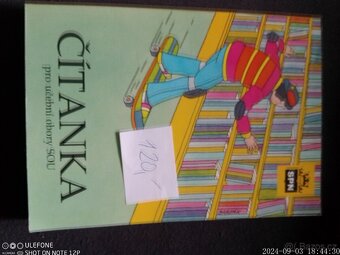 ČÍTANKA
pro učební obory SOU
120,-
SPN
ULEFONE
SHOT ON NOTE 12P
2024-09-03 18:44:30